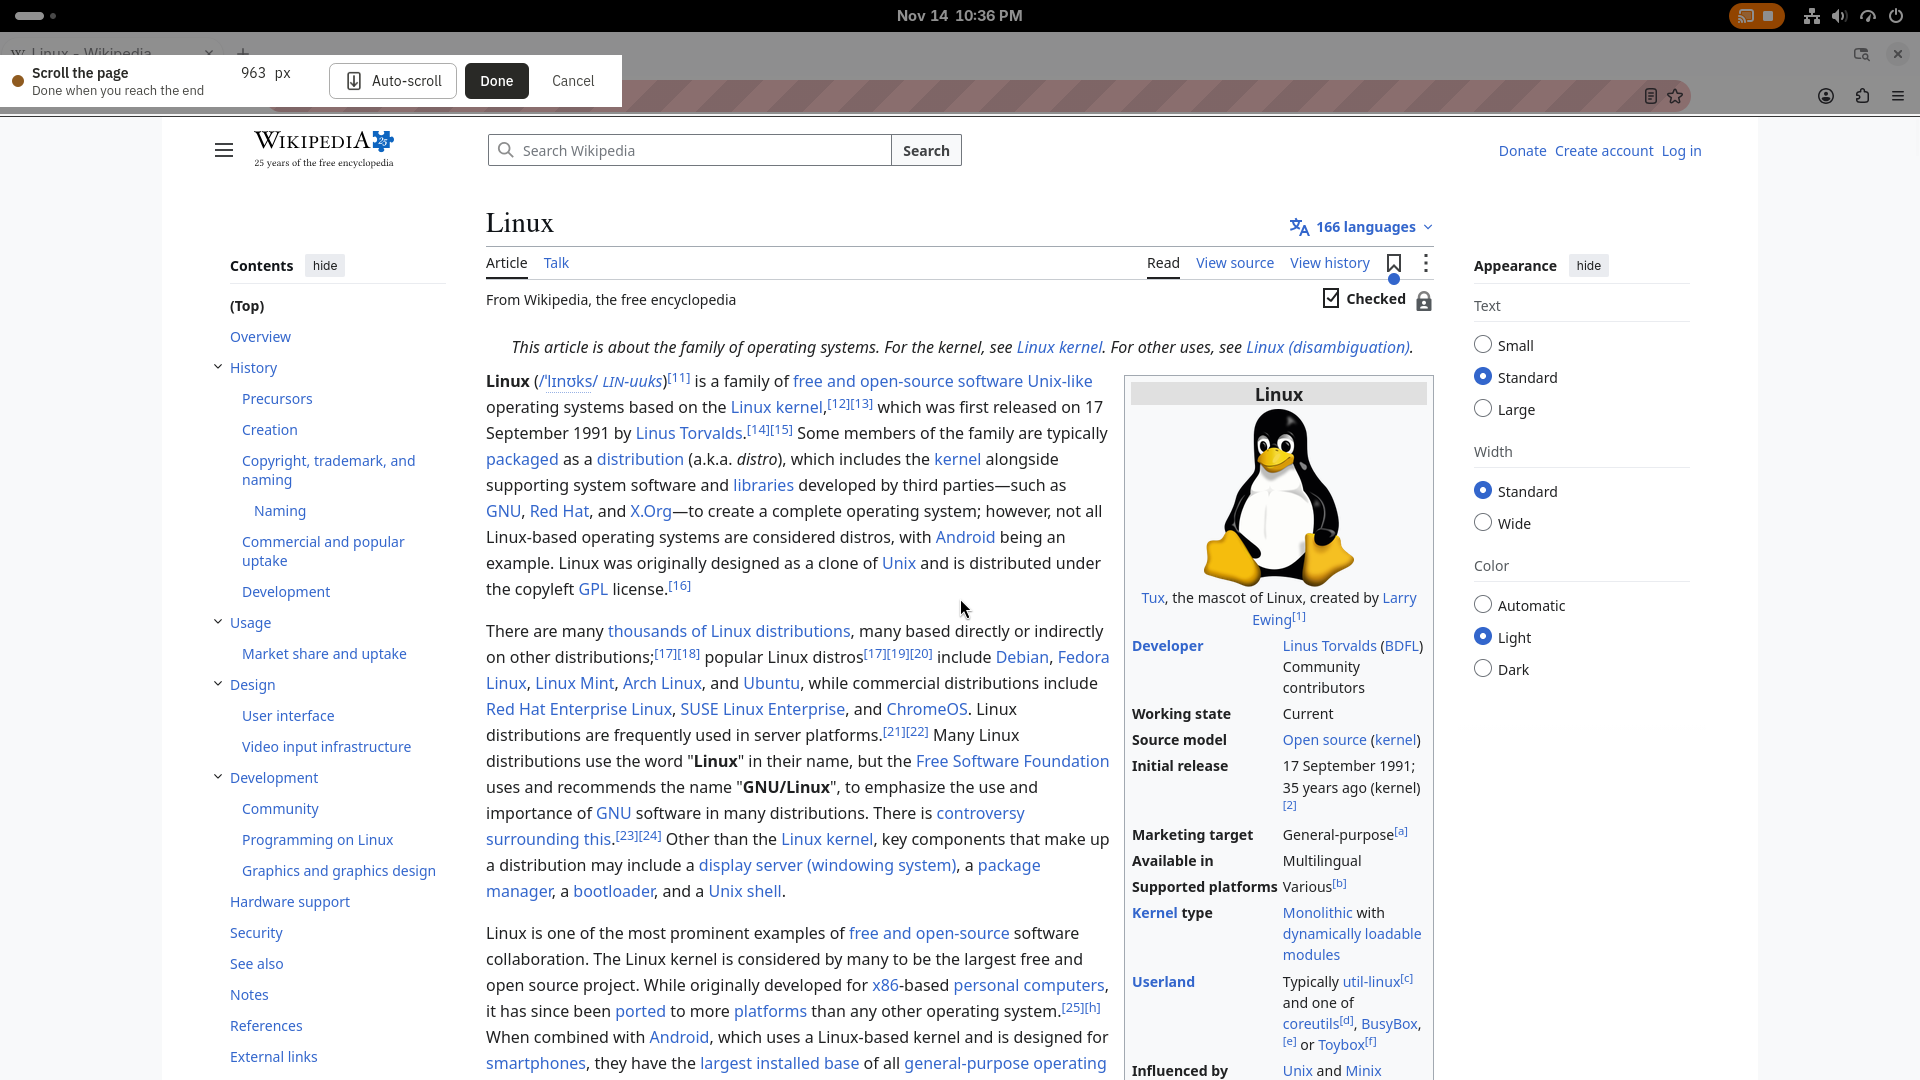 Nov 14 10:36 PM
Linux - Wikipedia
Scroll the page
Done when you reach the end
963 px
Auto-scroll
Done
Cancel
WIKIPEDIA 25
25 years of the free encyclopedia
Search Wikipedia
Search
Donate Create account Log in
Linux
166 languages
Article Talk
Read View source View history
From Wikipedia, the free encyclopedia
Checked
Contents hide
(Top)
Overview
History
Precursors
Creation
Copyright, trademark, and
naming
Naming
Commercial and popular
uptake
Development
Usage
Market share and uptake
Design
User interface
Video input infrastructure
Development
Community
Programming on Linux
Graphics and graphics design
Hardware support
Security
See also
Notes
References
External links
This article is about the family of operating systems. For the kernel, see Linux kernel. For other uses, see Linux (disambiguation).
Linux (/ˈlɪnʊks/ LIN-uuks)[11] is a family of free and open-source software Unix-like
operating systems based on the Linux kernel,[12][13] which was first released on 17
September 1991 by Linus Torvalds.[14][15] Some members of the family are typically
packaged as a distribution (a.k.a. distro), which includes the kernel alongside
supporting system software and libraries developed by third parties—such as
GNU, Red Hat, and X.Org—to create a complete operating system; however, not all
Linux-based operating systems are considered distros, with Android being an
example. Linux was originally designed as a clone of Unix and is distributed under
the copyleft GPL license.[16]
There are many thousands of Linux distributions, many based directly or indirectly
on other distributions;[17][18] popular Linux distros[17][19][20] include Debian, Fedora
Linux, Linux Mint, Arch Linux, and Ubuntu, while commercial distributions include
Red Hat Enterprise Linux, SUSE Linux Enterprise, and ChromeOS. Linux
distributions are frequently used in server platforms.[21][22] Many Linux
distributions use the word "Linux" in their name, but the Free Software Foundation
uses and recommends the name "GNU/Linux", to emphasize the use and
importance of GNU software in many distributions. There is controversy
surrounding this.[23][24] Other than the Linux kernel, key components that make up
a distribution may include a display server (windowing system), a package
manager, a bootloader, and a Unix shell.
Linux is one of the most prominent examples of free and open-source software
collaboration. The Linux kernel is considered by many to be the largest free and
open source project. While originally developed for x86-based personal computers,
it has since been ported to more platforms than any other operating system.[25][h]
When combined with Android, which uses a Linux-based kernel and is designed for
smartphones, they have the largest installed base of all general-purpose operating
Linux
Tux, the mascot of Linux, created by Larry
Ewing[1]
Developer Linus Torvalds (BDFL)
Community
contributors
Working state Current
Source model Open source (kernel)
Initial release 17 September 1991;
35 years ago (kernel)
[2]
Marketing target General-purpose[a]
Available in Multilingual
Supported platforms Various[b]
Kernel type Monolithic with
dynamically loadable
modules
Userland Typically util-linux[c]
and one of
coreutils[d], BusyBox,
[e] or Toybox[f]
Influenced by Unix and Minix
Appearance hide
Text
Small
Standard
Large
Width
Standard
Wide
Color
Automatic
Light
Dark